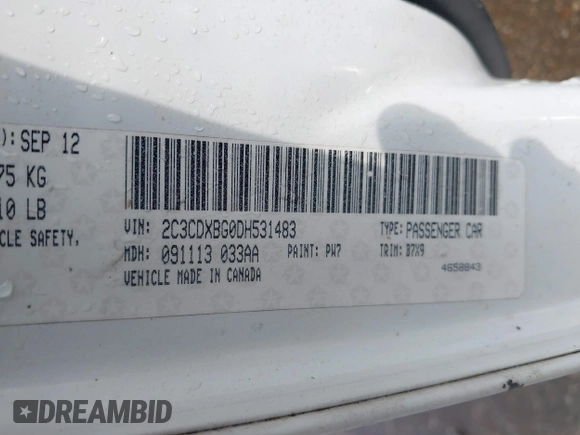 ): SEP 12
75 KG
10 LB
CLE SAFETY,
VIN: 2C3CDXBG0DH531483
TYPE: PASSENGER CAR
MDH: 091113 033AA
PAINT: PW7
TRIM: B7X9
VEHICLE MADE IN CANADA
4650843
DREAMBID